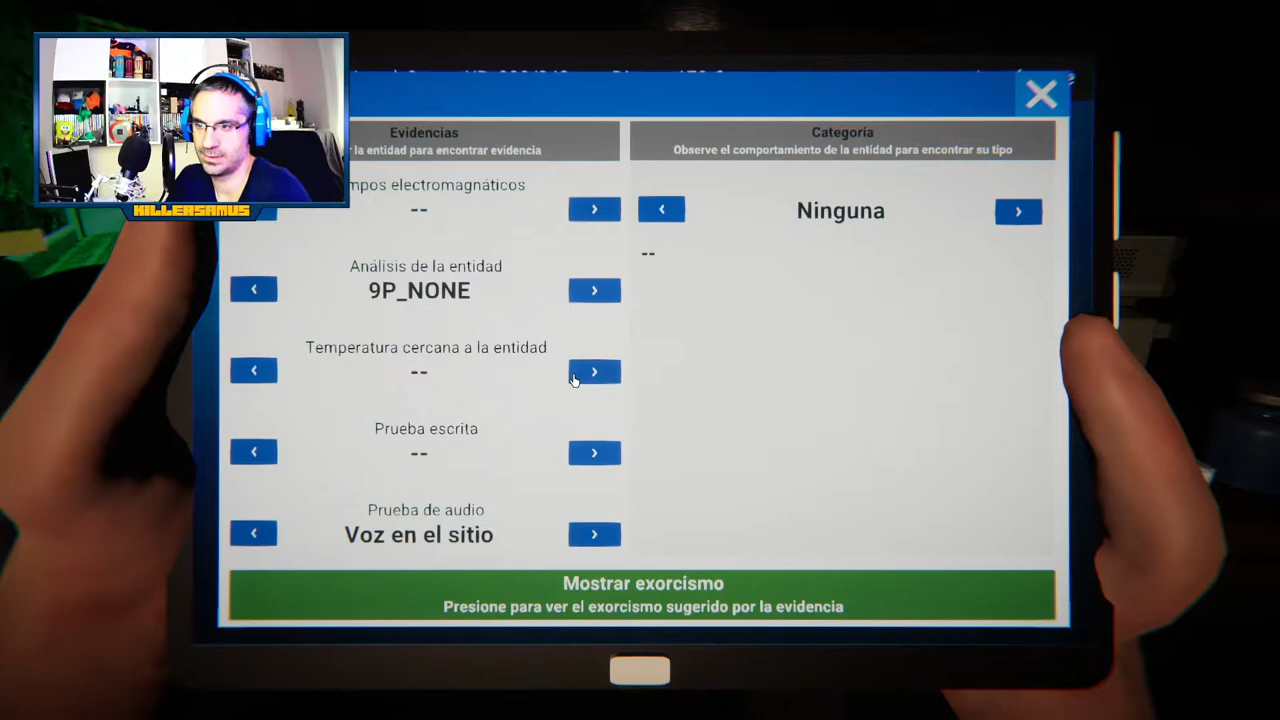 Evidencias
la entidad para encontrar evidencia
Categoría
Observe el comportamiento de la entidad para encontrar su tipo
mpos electromagnéticos
--
Ninguna
--
Análisis de la entidad
9P_NONE
Temperatura cercana a la entidad
--
Prueba escrita
--
Prueba de audio
Voz en el sitio
Mostrar exorcismo
Presione para ver el exorcismo sugerido por la evidencia
KILLERSAMUS